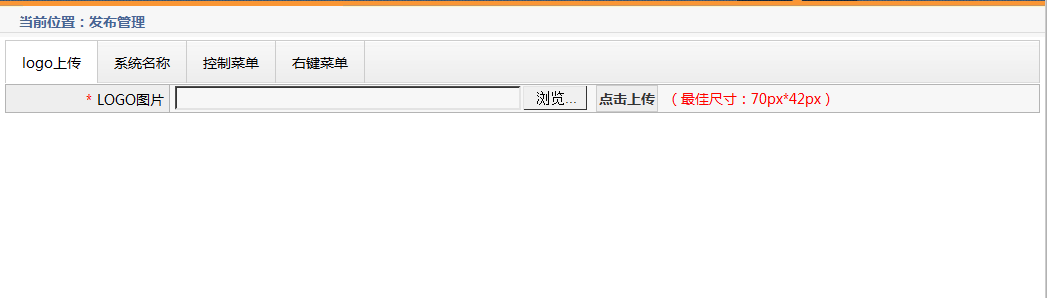 当前位置：发布管理
logo上传 系统名称 控制菜单 右键菜单
* LOGO图片 浏览... 点击上传 （最佳尺寸：70px*42px）